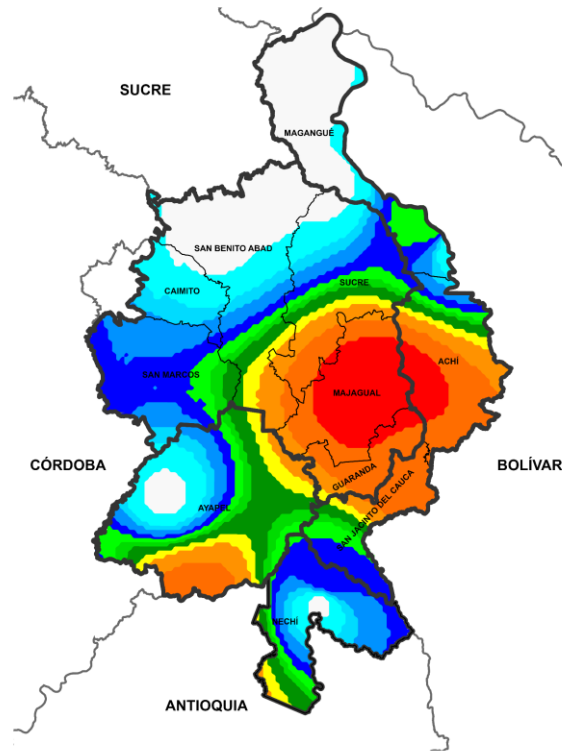 SUCRE
MAGANGUÉ
SAN BENITO ABAD
CAIMITO
SUCRE
SAN MARCOS
ACHÍ
MAJAGUAL
CÓRDOBA
BOLÍVAR
GUARANDA
AYAPEL
SAN JACINTO DEL CAUCA
NECHÍ
ANTIOQUIA